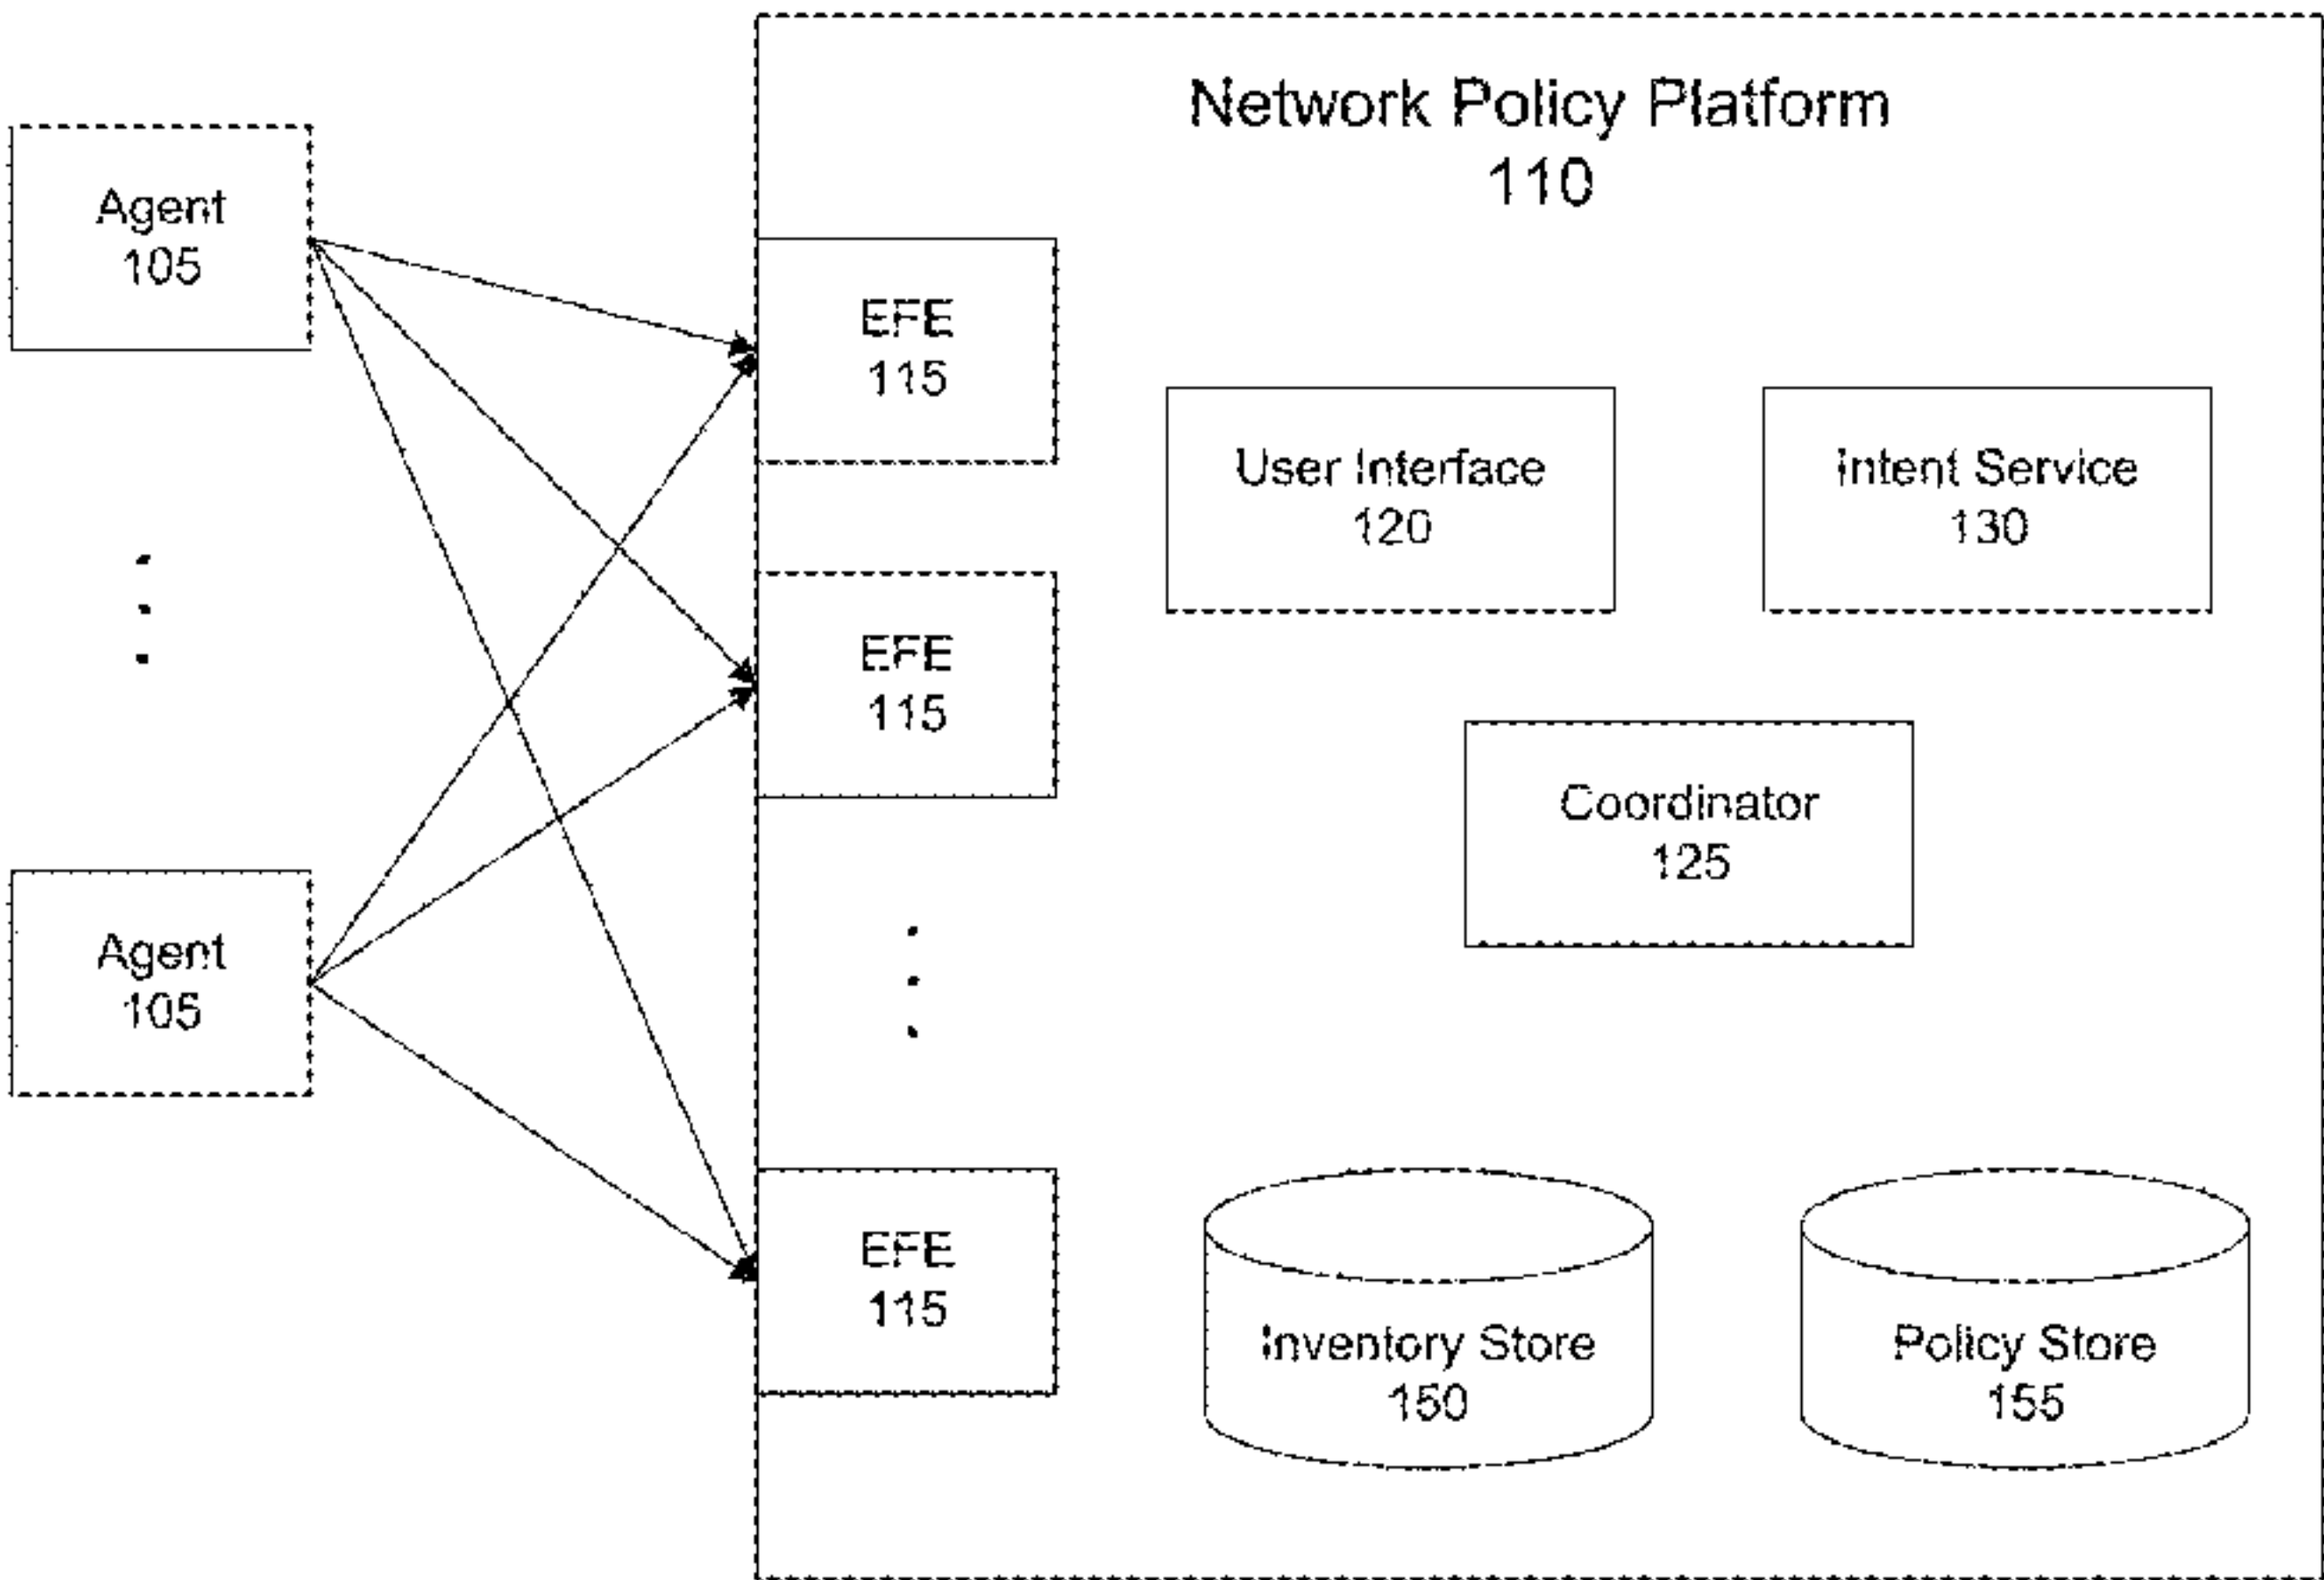 Network Policy Platform
110
Agent
105
Agent
105
EFE
115
EFE
115
EFE
115
User Interface
120
Intent Service
130
Coordinator
125
Inventory Store
150
Policy Store
155